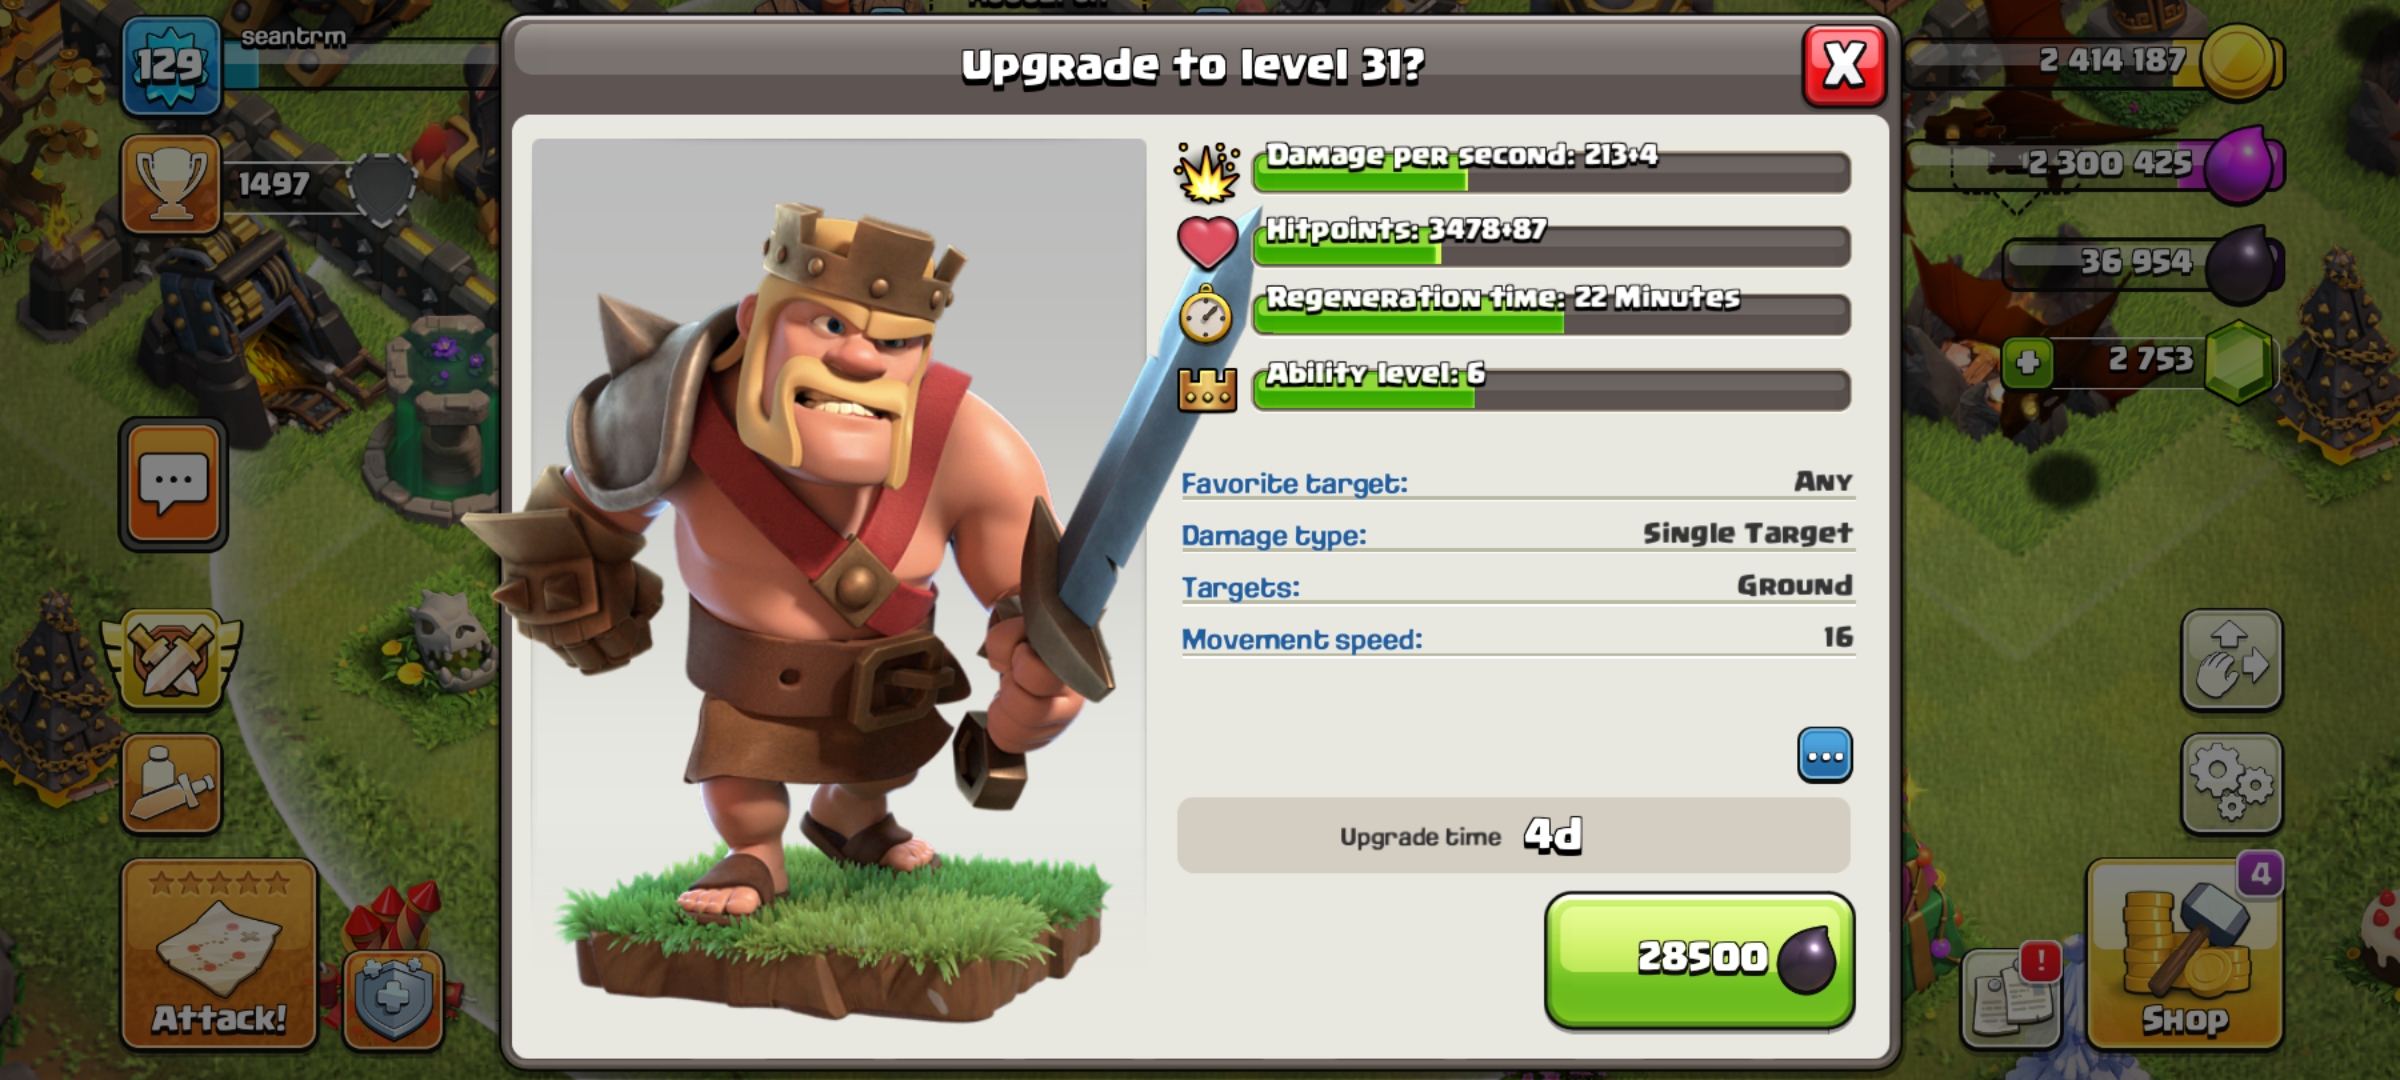 129
seantrm
1497
Upgrade to level 31?
X
2 414 187
2 300 425
36 954
2 753
Damage per second: 213+4
Hitpoints: 3478+87
Regeneration time: 22 Minutes
Ability level: 6
Favorite target: Any
Damage type: Single Target
Targets: Ground
Movement speed: 16
Upgrade time 4d
28500
Attack!
4
!
Shop